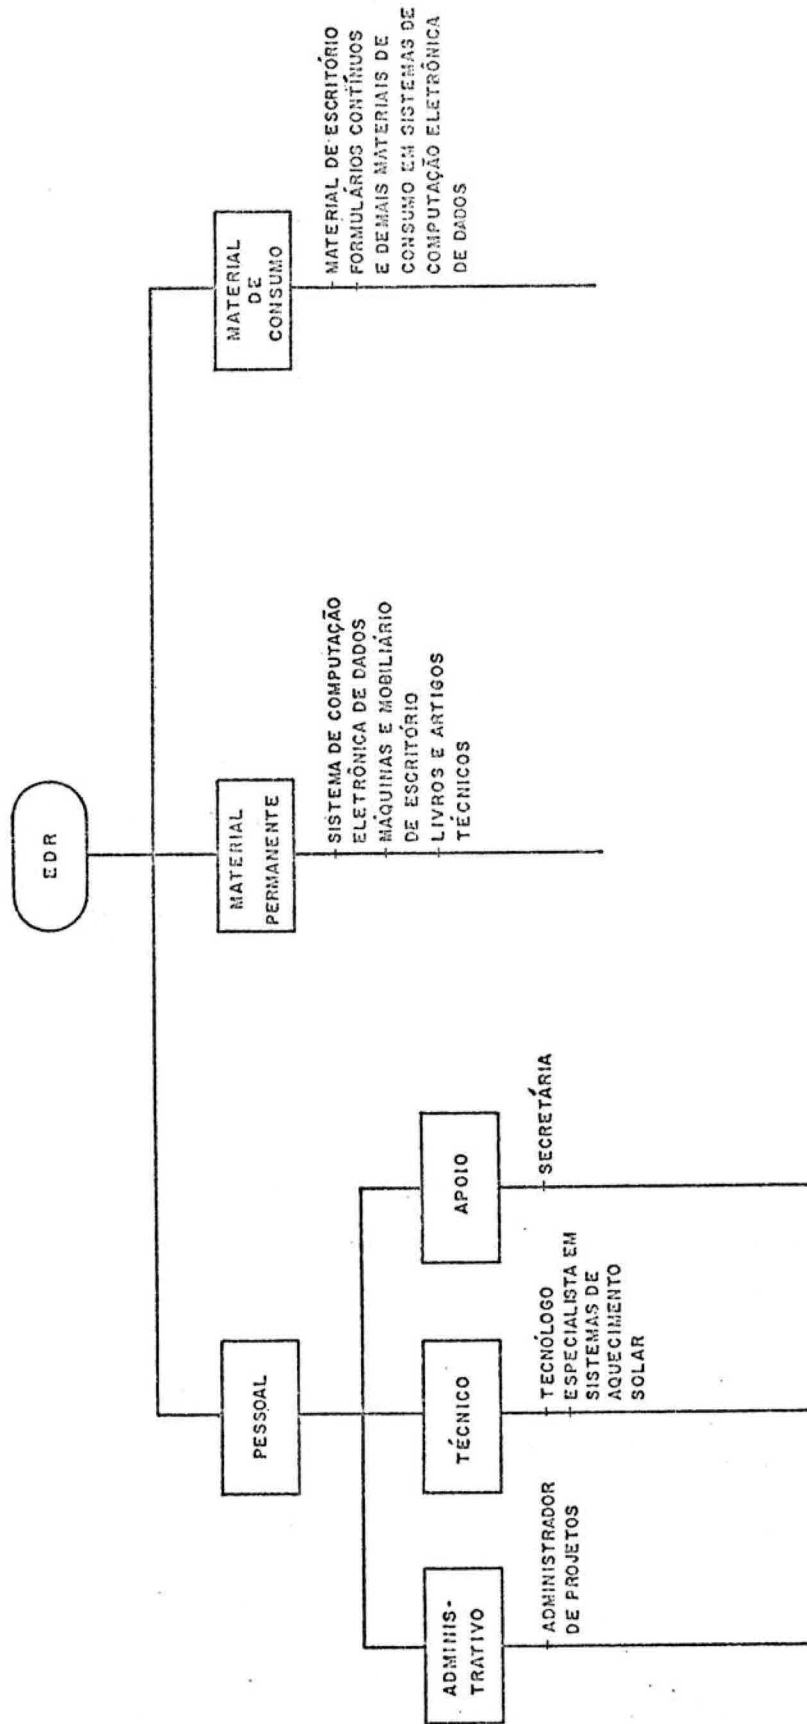 EDR
PESSOAL
MATERIAL
PERMANENTE
MATERIAL
DE
CONSUMO
ADMINIS-
TRATIVO
TÉCNICO
APOIO
ADMINISTRADOR
DE PROJETOS
TECNÓLOGO
ESPECIALISTA EM
SISTEMAS DE
AQUECIMENTO
SOLAR
SECRETÁRIA
SISTEMA DE COMPUTAÇÃO
ELETRÔNICA DE DADOS
MÁQUINAS E MOBILIÁRIO
DE ESCRITÓRIO
LIVROS E ARTIGOS
TÉCNICOS
MATERIAL DE ESCRITÓRIO
FORMULÁRIOS CONTÍNUOS
E DEMAIS MATERIAIS DE
CONSUMO EM SISTEMAS DE
COMPUTAÇÃO ELETRÔNICA
DE DADOS